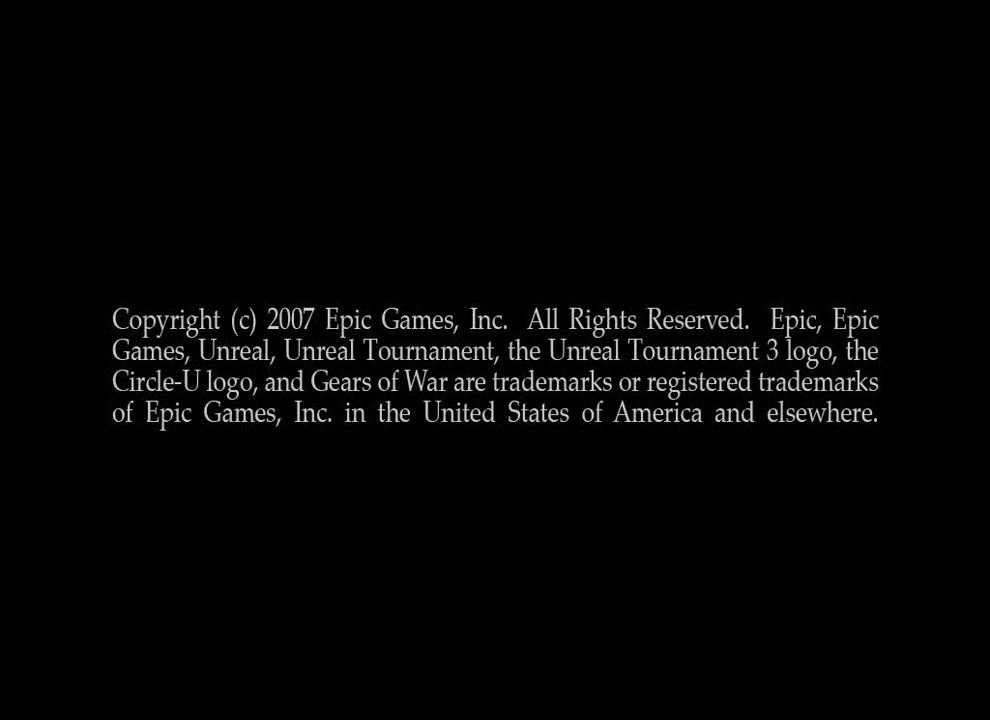 Copyright (c) 2007 Epic Games, Inc.  All Rights Reserved.  Epic, Epic
Games, Unreal, Unreal Tournament, the Unreal Tournament 3 logo, the
Circle-U logo, and Gears of War are trademarks or registered trademarks
of Epic Games, Inc. in the United States of America and elsewhere.